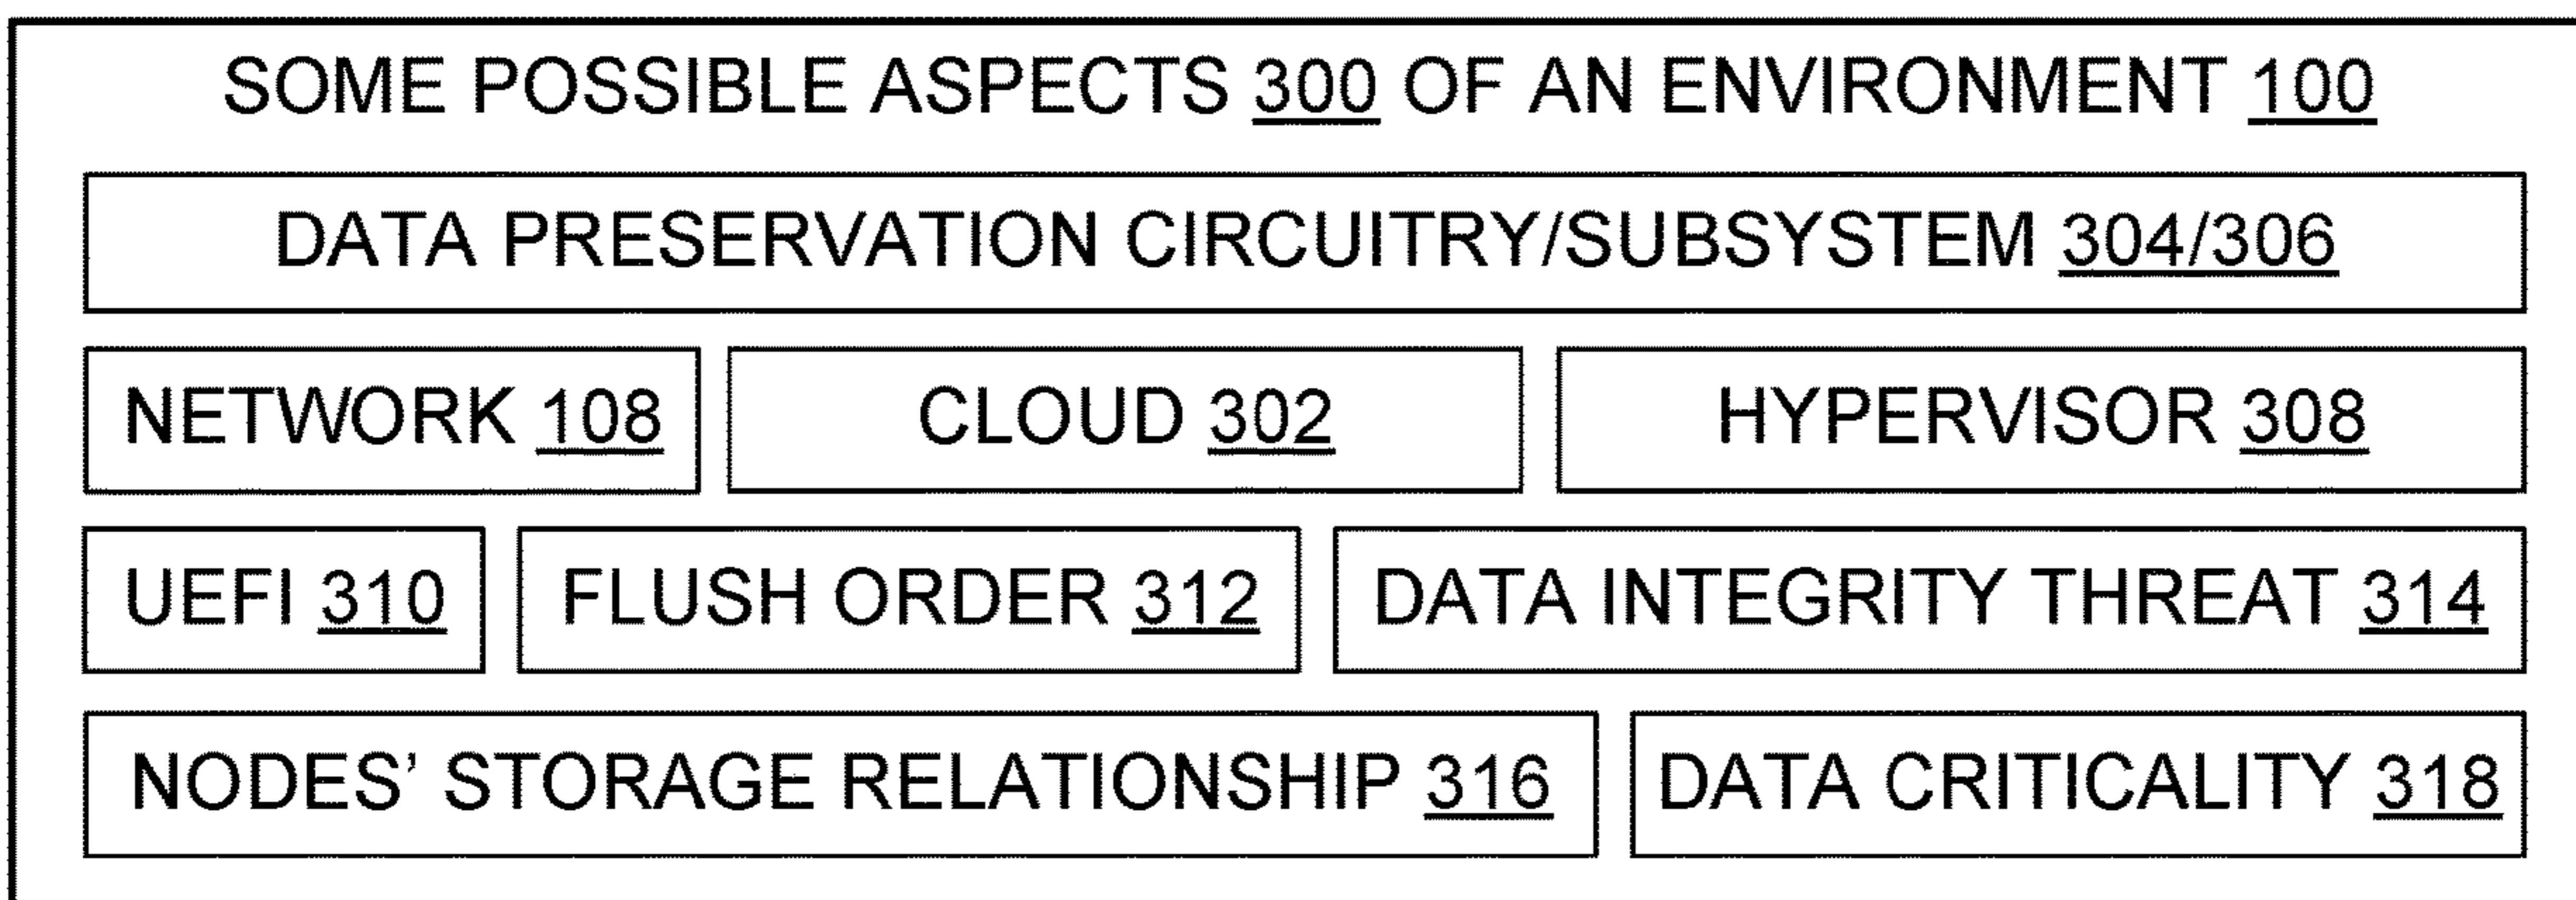 SOME POSSIBLE ASPECTS 300 OF AN ENVIRONMENT 100
DATA PRESERVATION CIRCUITRY/SUBSYSTEM 304/306
NETWORK 108
CLOUD 302
HYPERVISOR 308
UEFI 310
FLUSH ORDER 312
DATA INTEGRITY THREAT 314
NODES’ STORAGE RELATIONSHIP 316
DATA CRITICALITY 318